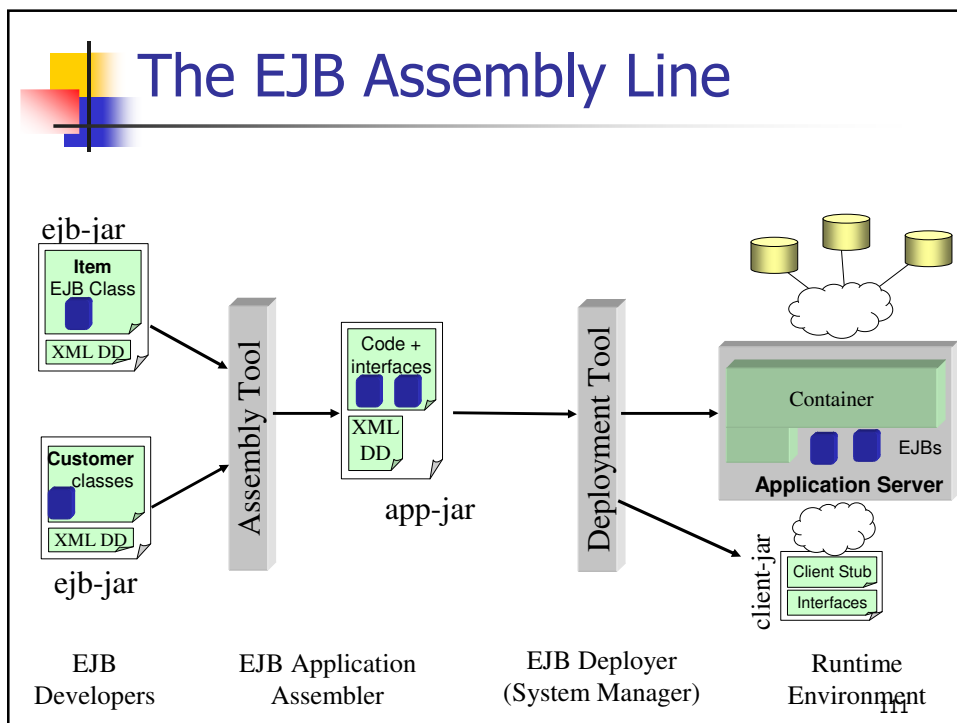 The EJB Assembly Line
ejb-jar
Item
EJB Class
XML DD
Customer
classes
XML DD
ejb-jar
Assembly Tool
Code +
interfaces
XML
DD
app-jar
Deployment Tool
Container
EJBs
Application Server
client-jar
Client Stub
Interfaces
EJB
Developers
EJB Application
Assembler
EJB Deployer
(System Manager)
Runtime
Environment
111